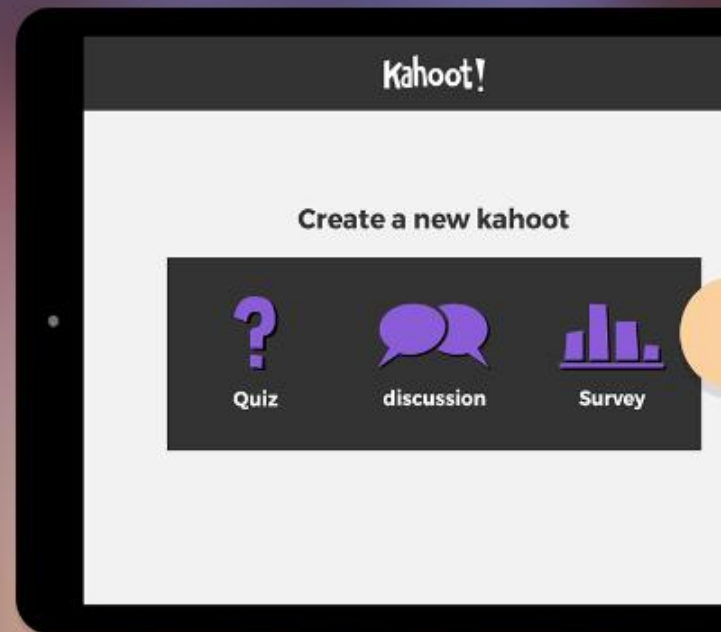 Kahoot!
Create a new kahoot
Quiz
discussion
Survey